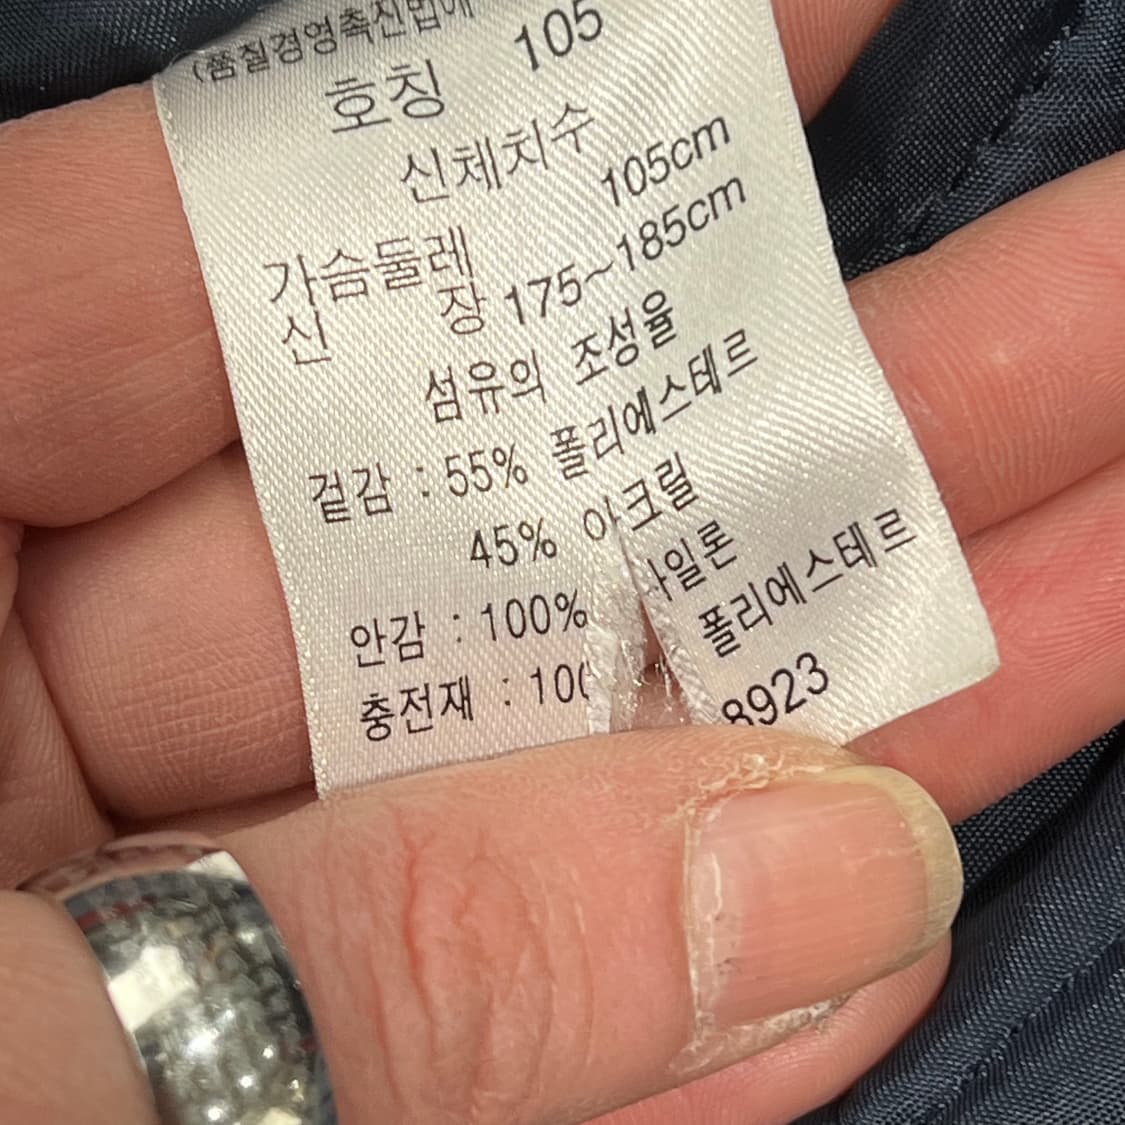 (품질경영촉진법에
호칭 105
신체치수
가슴둘레 105cm
신 장 175~185cm
섬유의 조성율
겉감 : 55% 폴리에스테르
45% 아크릴
안감 : 100% 나일론
충전재 : 100 폴리에스테르
8923